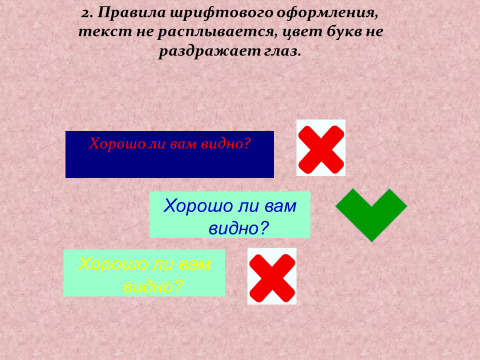 2. Правила шрифтового оформления,
текст не расплывается, цвет букв не
раздражает глаз.
Хорошо ли вам видно?
Хорошо ли вам
видно?
Хорошо ли вам
видно?